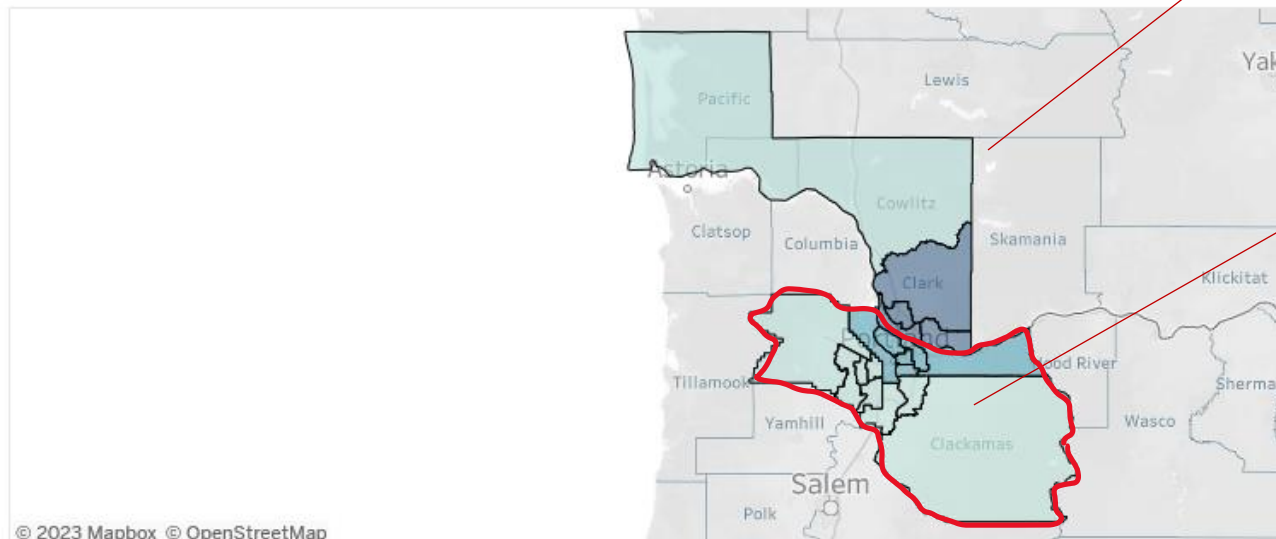 Yak
Lewis
Pacific
Astoria
Cowlitz
Clatsop
Columbia
Skamania
Klickitat
Clark
Portland
Hood River
Tillamook
Sherma
Yamhill
Wasco
Clackamas
Salem
Polk
© 2023 Mapbox © OpenStreetMap